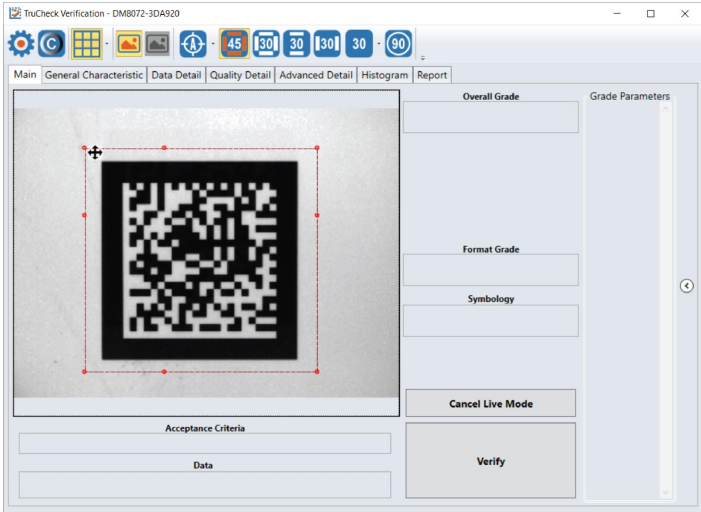 TruCheck Verification - DM8072-3DA920
C A 45 30 30 30 30 90
Main General Characteristic Data Detail Quality Detail Advanced Detail Histogram Report
Overall Grade
Grade Parameters
Format Grade
Symbology
Cancel Live Mode
Acceptance Criteria
Verify
Data